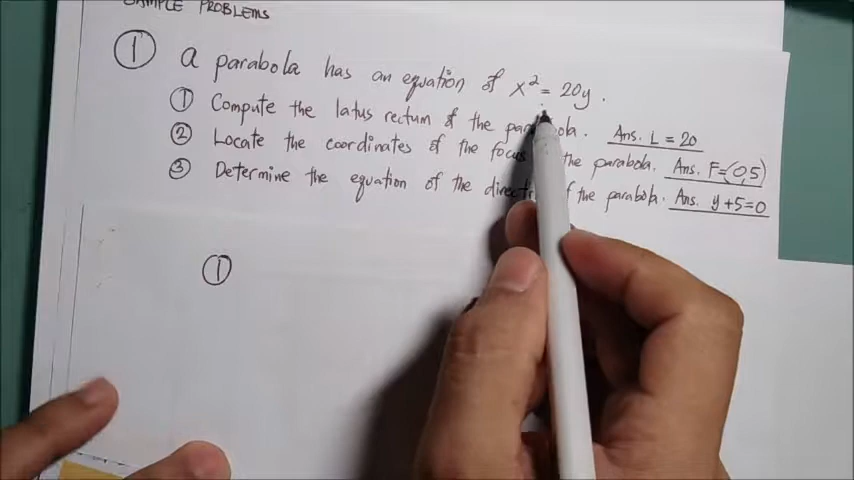 SAMPLE PROBLEMS
① A parabola has an equation of x² = 20y.
① Compute the latus rectum of the parabola. Ans. L = 20
② Locate the coordinates of the focus the parabola. Ans. F=(0,5)
③ Determine the equation of the of the parabola. Ans. y+5=0
①